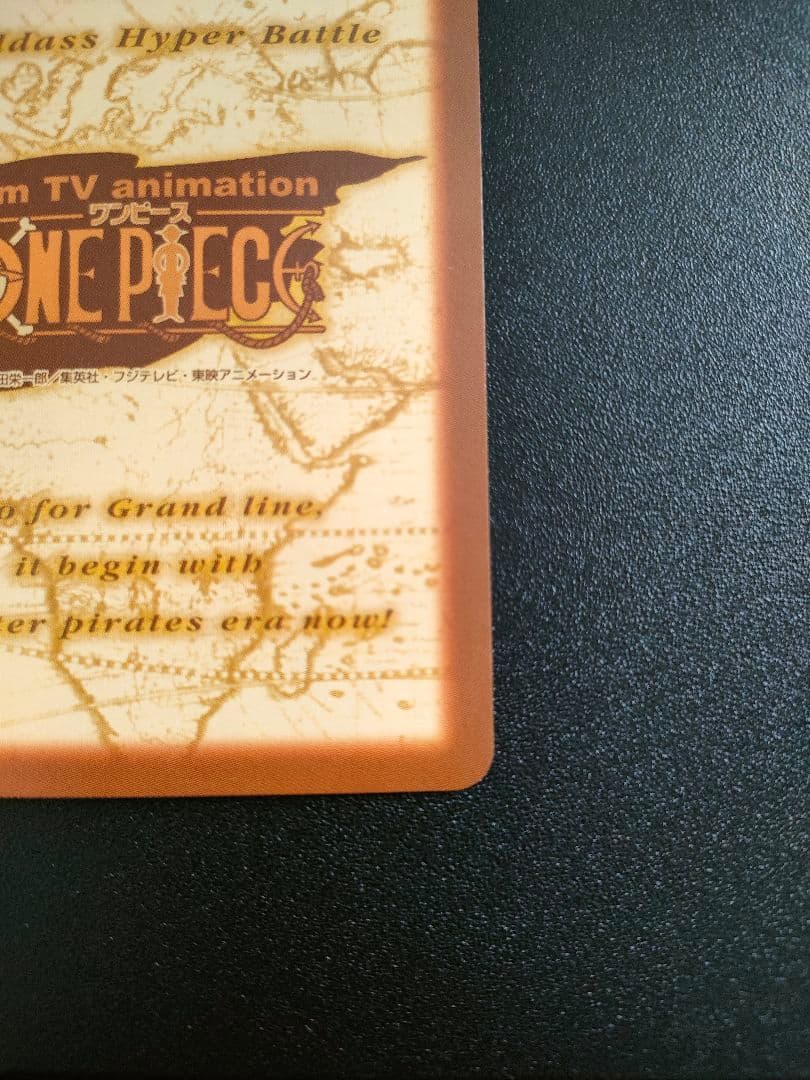 ldass Hyper Battle
m TV animation
ワンピース
ONE PIECE
田栄一郎／集英社・フジテレビ・東映アニメーション
o for Grand line,
it begin with
ter pirates era now!